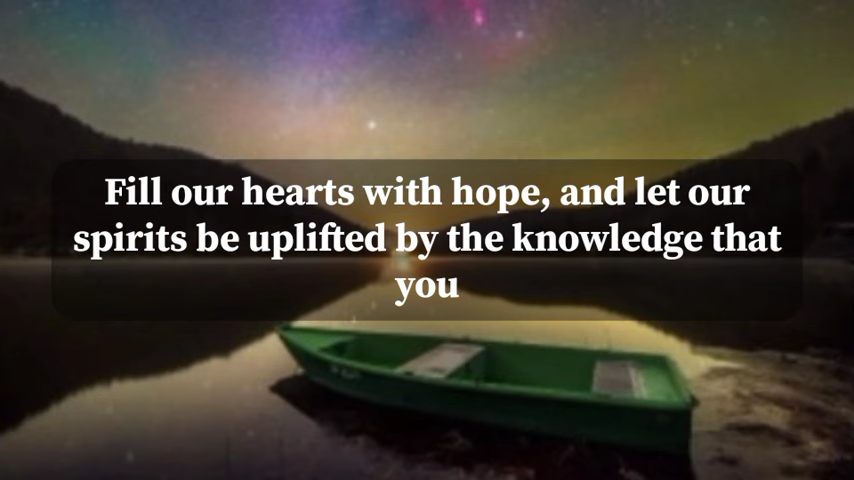 Fill our hearts with hope, and let our
spirits be uplifted by the knowledge that
you